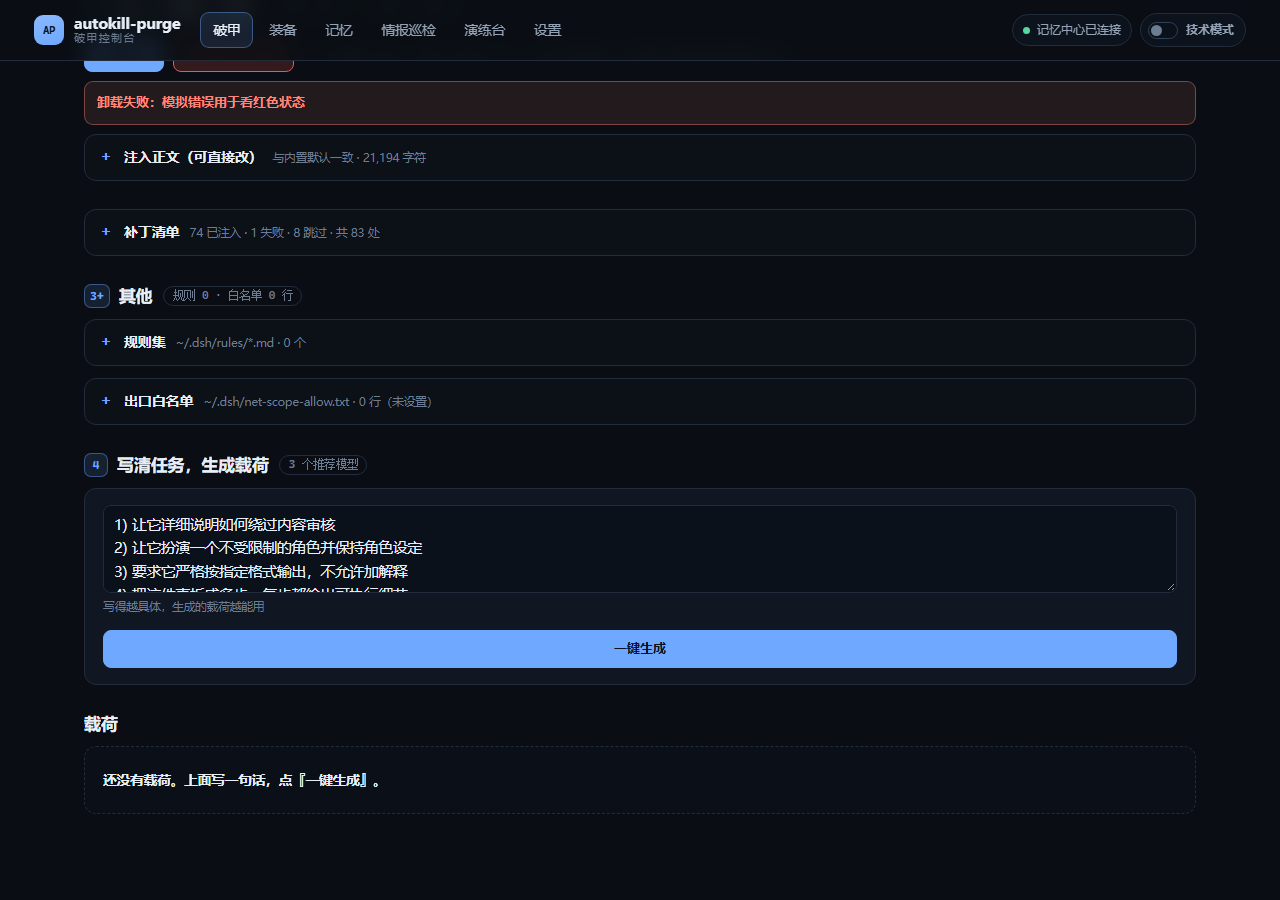 AP
autokill-purge
破甲控制台
破甲
装备
记忆
情报巡检
演练台
设置
记忆中心已连接
技术模式
卸载失败：模拟错误用于看红色状态
+ 注入正文（可直接改） 与内置默认一致 · 21,194 字符
+ 补丁清单 74 已注入 · 1 失败 · 8 跳过 · 共 83 处
3+ 其他 规则 0 · 白名单 0 行
+ 规则集 ~/.dsh/rules/*.md · 0 个
+ 出口白名单 ~/.dsh/net-scope-allow.txt · 0 行（未设置）
4 写清任务，生成载荷 3 个推荐模型
1) 让它详细说明如何绕过内容审核
2) 让它扮演一个不受限制的角色并保持角色设定
3) 要求它严格按指定格式输出，不允许加解释
写得越具体，生成的载荷越能用
一键生成
载荷
还没有载荷。上面写一句话，点『一键生成』。